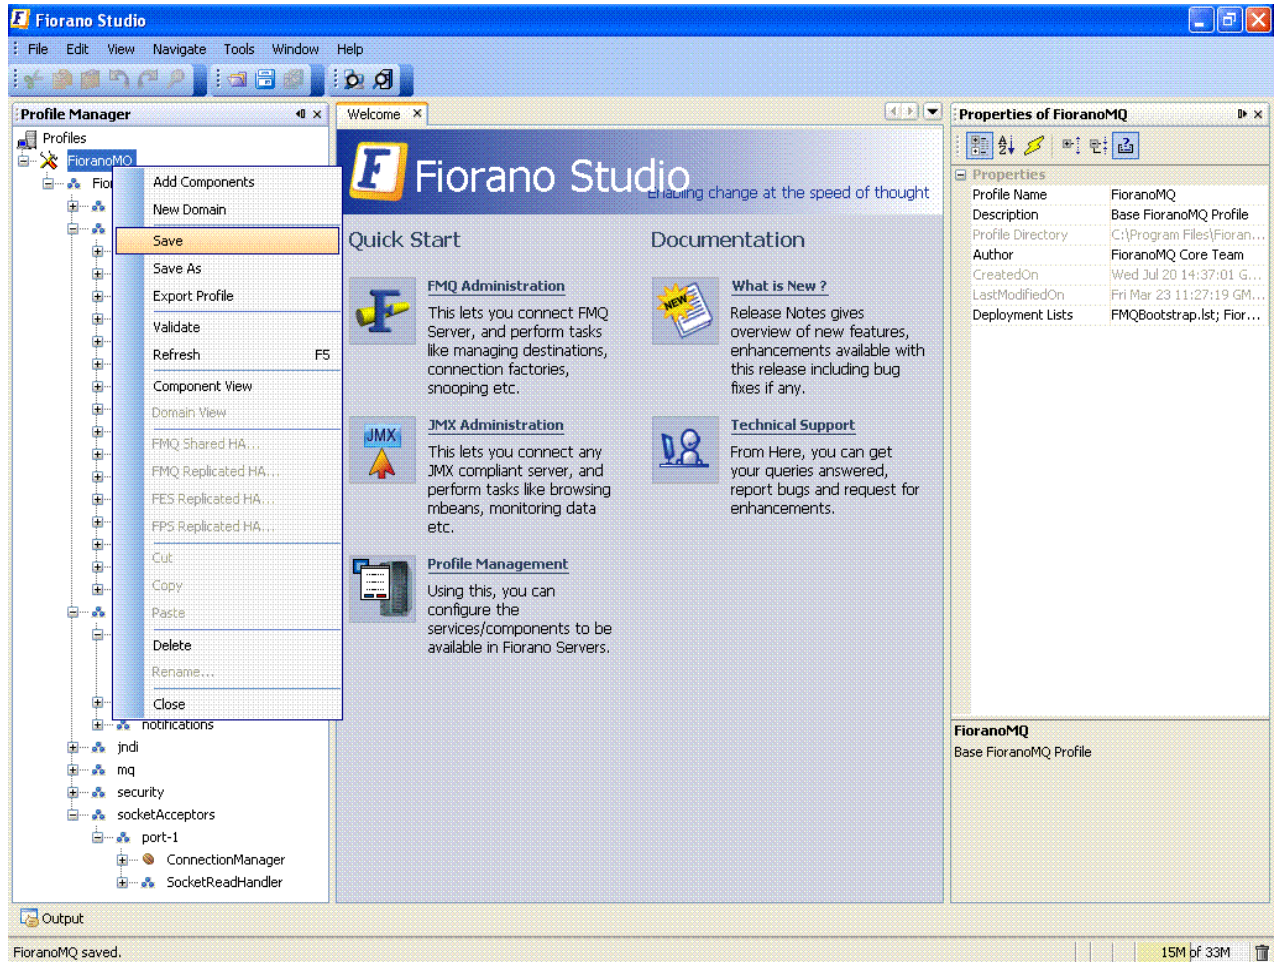 Fiorano Studio
File Edit View Navigate Tools Window Help
Profile Manager
Profiles
FioranoMQ
Fior
Add Components
New Domain
Save
Save As
Export Profile
Validate
Refresh F5
Component View
Domain View
FMQ Shared HA...
FMQ Replicated HA...
FES Replicated HA...
FPS Replicated HA...
Cut
Copy
Paste
Delete
Rename...
Close
notifications
jndi
mq
security
socketAcceptors
port-1
ConnectionManager
SocketReadHandler
Welcome
Fiorano Studio
Enabling change at the speed of thought
Quick Start
FMQ Administration
This lets you connect FMQ
Server, and perform tasks
like managing destinations,
connection factories,
snooping etc.
JMX
JMX Administration
This lets you connect any
JMX compliant server, and
perform tasks like browsing
mbeans, monitoring data
etc.
Profile Management
Using this, you can
configure the
services/components to be
available in Fiorano Servers.
Documentation
NEW
What is New ?
Release Notes gives
overview of new features,
enhancements available with
this release including bug
fixes if any.
Technical Support
From Here, you can get
your queries answered,
report bugs and request for
enhancements.
Properties of FioranoMQ
Properties
Profile Name FioranoMQ
Description Base FioranoMQ Profile
Profile Directory C:\Program Files\Fioran...
Author FioranoMQ Core Team
CreatedOn Wed Jul 20 14:37:01 G...
LastModifiedOn Fri Mar 23 11:27:19 GM...
Deployment Lists FMQBootstrap.lst; Fior...
FioranoMQ
Base FioranoMQ Profile
Output
FioranoMQ saved.
15M of 33M